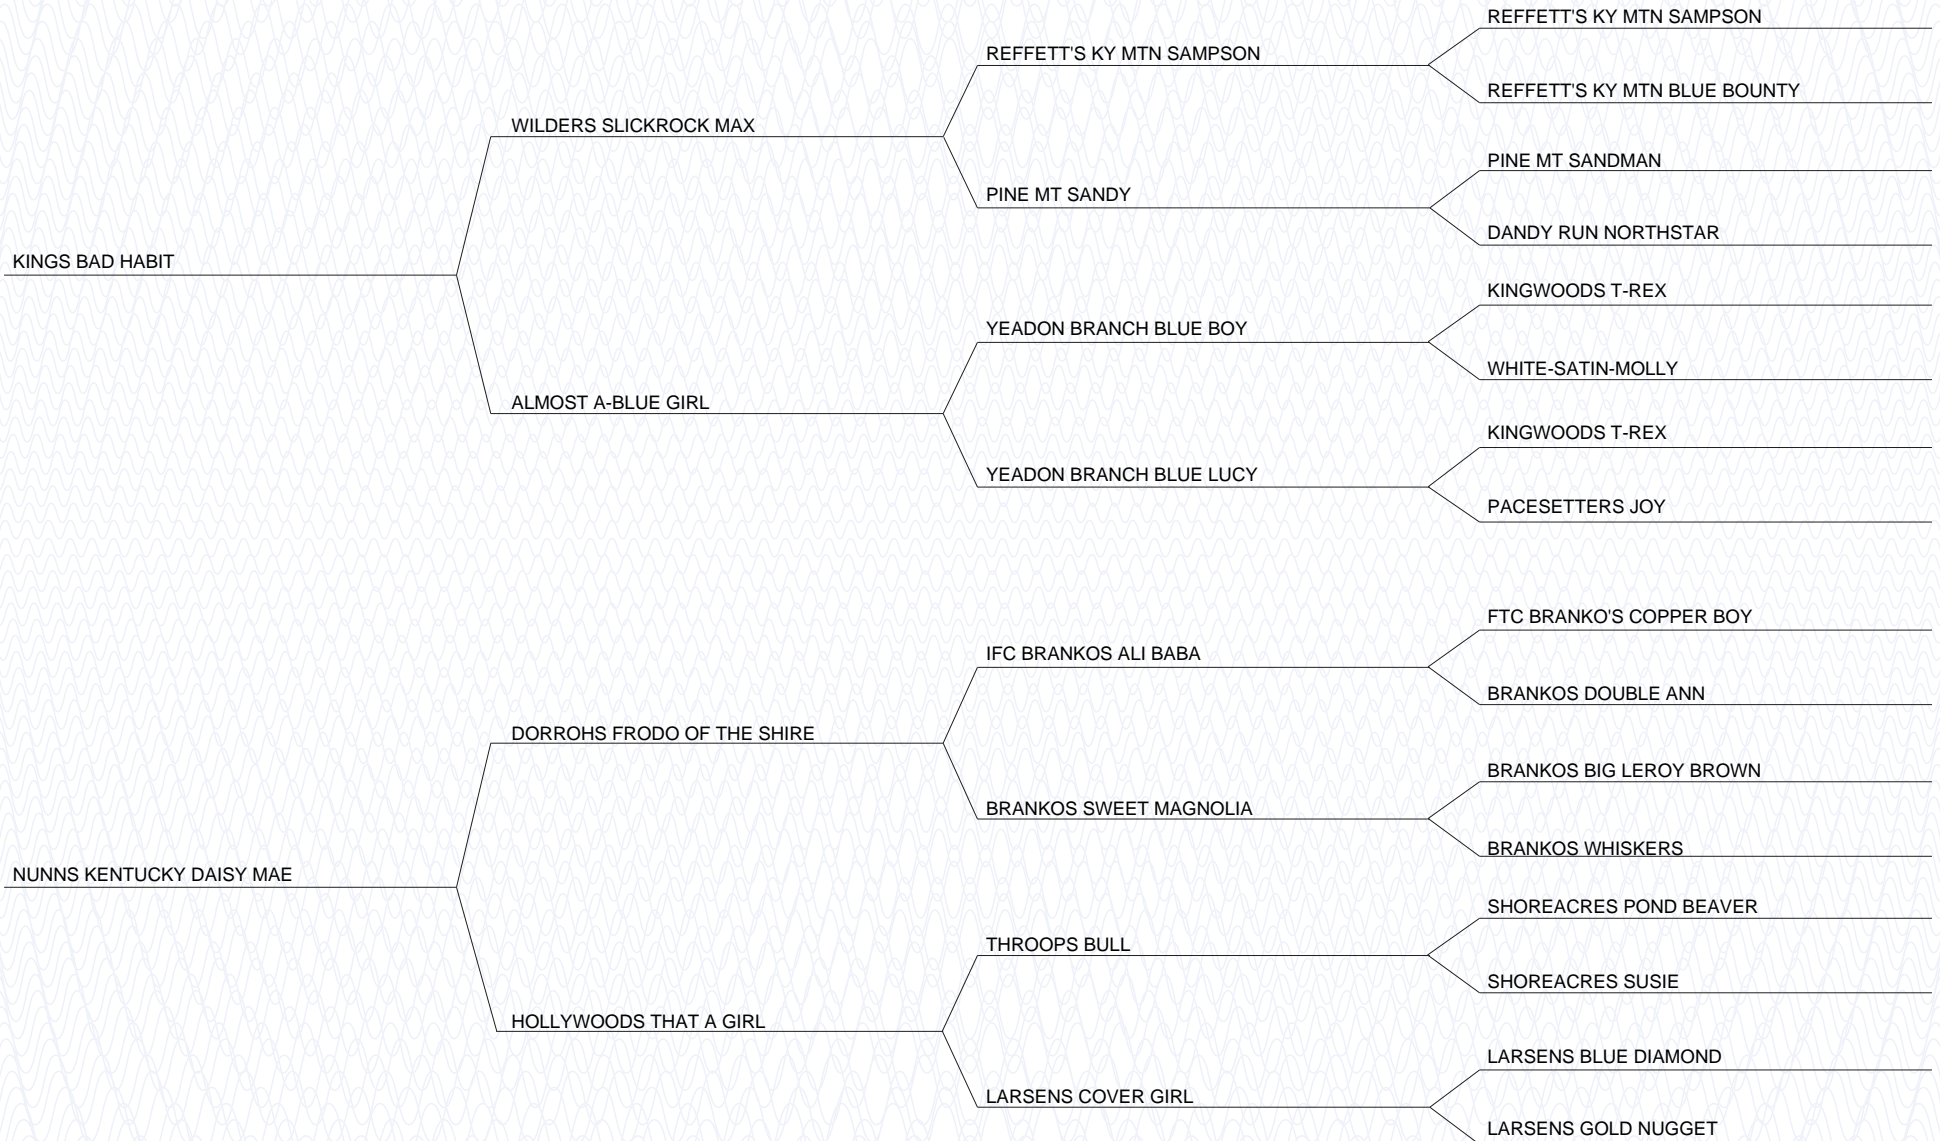 REFFETT'S KY MTN SAMPSON
REFFETT'S KY MTN SAMPSON
REFFETT'S KY MTN BLUE BOUNTY
WILDERS SLICKROCK MAX
PINE MT SANDMAN
PINE MT SANDY
DANDY RUN NORTHSTAR
KINGS BAD HABIT
KINGWOODS T-REX
YEADON BRANCH BLUE BOY
WHITE-SATIN-MOLLY
ALMOST A-BLUE GIRL
KINGWOODS T-REX
YEADON BRANCH BLUE LUCY
PACESETTERS JOY
FTC BRANKO'S COPPER BOY
IFC BRANKOS ALI BABA
BRANKOS DOUBLE ANN
DORROHS FRODO OF THE SHIRE
BRANKOS BIG LEROY BROWN
BRANKOS SWEET MAGNOLIA
BRANKOS WHISKERS
NUNNS KENTUCKY DAISY MAE
SHOREACRES POND BEAVER
THROOPS BULL
SHOREACRES SUSIE
HOLLYWOODS THAT A GIRL
LARSENS BLUE DIAMOND
LARSENS COVER GIRL
LARSENS GOLD NUGGET